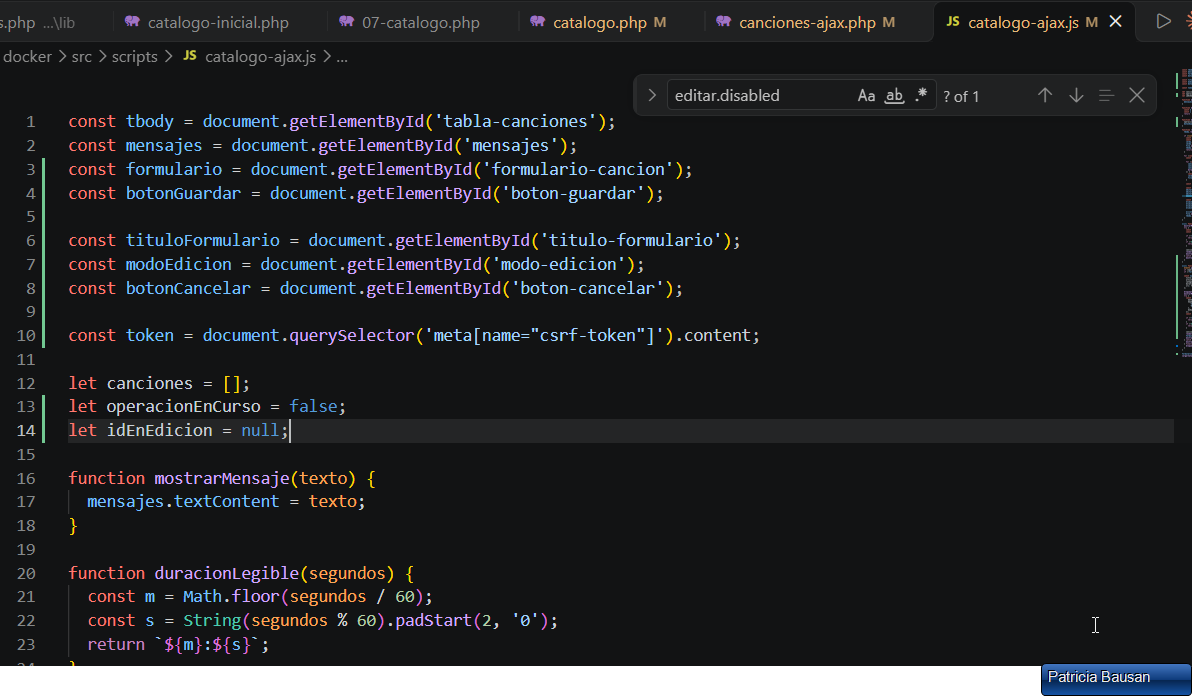 s.php ...\lib catalogo-inicial.php 07-catalogo.php catalogo.php M canciones-ajax.php M JS catalogo-ajax.js M
docker > src > scripts > JS catalogo-ajax.js > ...
editar.disabled Aa ab .* ? of 1
1 const tbody = document.getElementById('tabla-canciones');
2 const mensajes = document.getElementById('mensajes');
3 const formulario = document.getElementById('formulario-cancion');
4 const botonGuardar = document.getElementById('boton-guardar');
5
6 const tituloFormulario = document.getElementById('titulo-formulario');
7 const modoEdicion = document.getElementById('modo-edicion');
8 const botonCancelar = document.getElementById('boton-cancelar');
9
10 const token = document.querySelector('meta[name="csrf-token"]').content;
11
12 let canciones = [];
13 let operacionEnCurso = false;
14 let idEnEdicion = null;
15
16 function mostrarMensaje(texto) {
17 mensajes.textContent = texto;
18 }
19
20 function duracionLegible(segundos) {
21 const m = Math.floor(segundos / 60);
22 const s = String(segundos % 60).padStart(2, '0');
23 return `${m}:${s}`;
24 }
Patricia Bausan